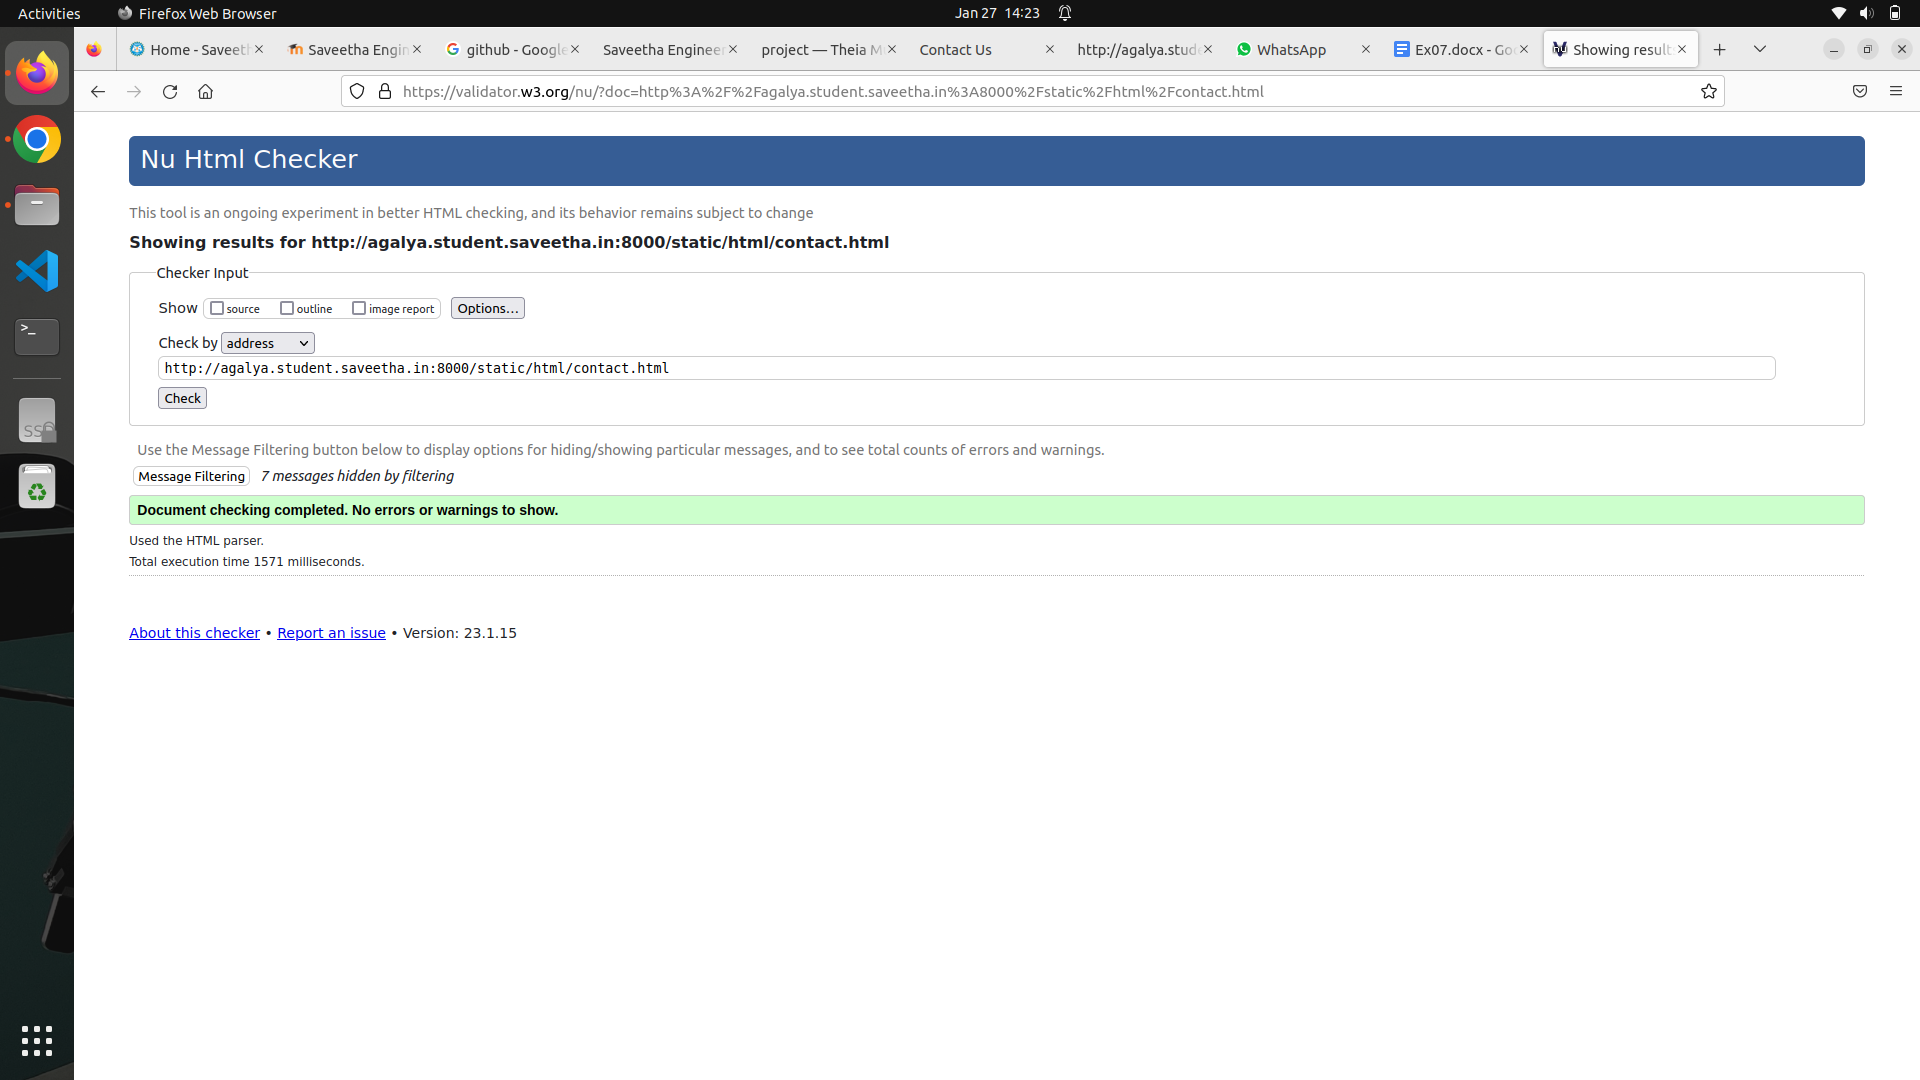 Activities
Firefox Web Browser
Jan 27 14:23
Home - Saveeth
Saveetha Engin
github - Google
Saveetha Engineer
project — Theia M
Contact Us
http://agalya.stude
WhatsApp
Ex07.docx - Goo
Showing result
https://validator.w3.org/nu/?doc=http%3A%2F%2Fagalya.student.saveetha.in%3A8000%2Fstatic%2Fhtml%2Fcontact.html
Nu Html Checker
This tool is an ongoing experiment in better HTML checking, and its behavior remains subject to change
Showing results for http://agalya.student.saveetha.in:8000/static/html/contact.html
Checker Input
Show source outline image report Options...
Check by address
http://agalya.student.saveetha.in:8000/static/html/contact.html
Check
Use the Message Filtering button below to display options for hiding/showing particular messages, and to see total counts of errors and warnings.
Message Filtering 7 messages hidden by filtering
Document checking completed. No errors or warnings to show.
Used the HTML parser.
Total execution time 1571 milliseconds.
About this checker • Report an issue • Version: 23.1.15